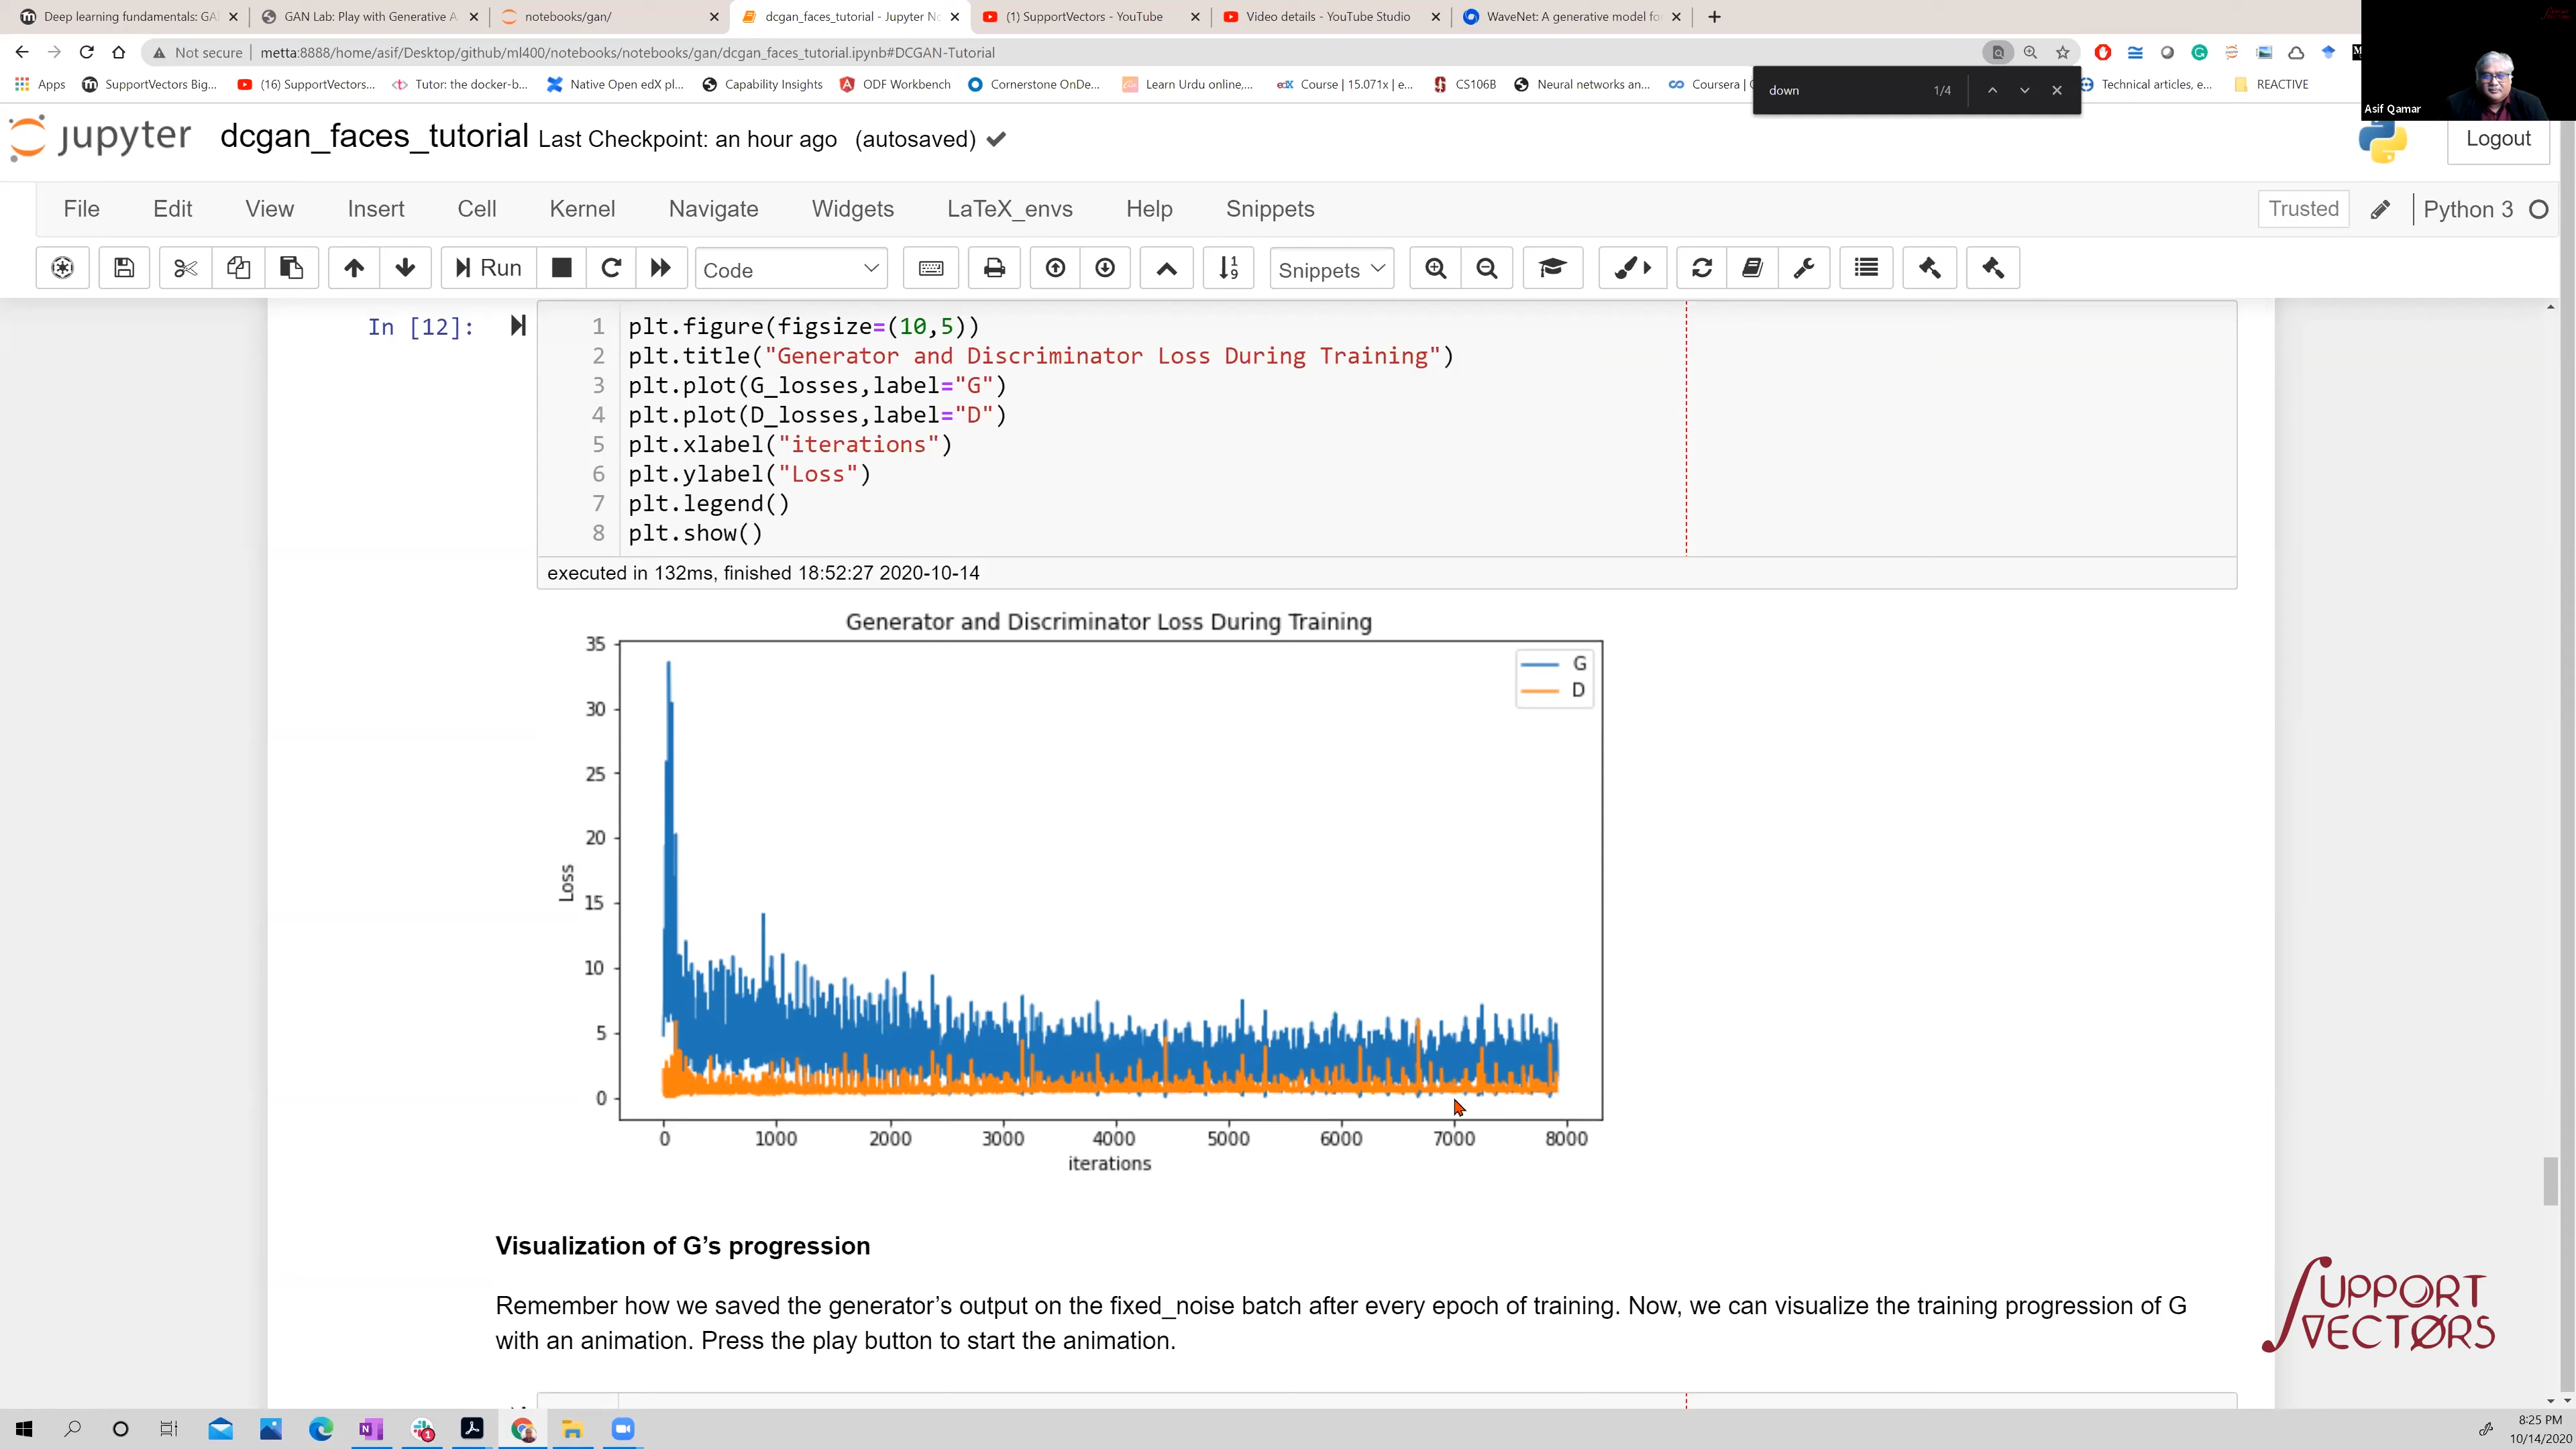 Deep learning fundamentals: GA
GAN Lab: Play with Generative A
notebooks/gan/
dcgan_faces_tutorial - Jupyter No
(1) SupportVectors - YouTube
Video details - YouTube Studio
WaveNet: A generative model fo
Not secure
metta:8888/home/asif/Desktop/github/ml400/notebooks/notebooks/gan/dcgan_faces_tutorial.ipynb#DCGAN-Tutorial
Apps
SupportVectors Big...
(16) SupportVectors...
Tutor: the docker-b...
Native Open edX pl...
Capability Insights
ODF Workbench
Cornerstone OnDe...
Learn Urdu online,...
Course | 15.071x | e...
CS106B
Neural networks an...
Coursera |
Technical articles, e...
REACTIVE
down
1/4
Asif Qamar
jupyter
dcgan_faces_tutorial Last Checkpoint: an hour ago (autosaved)
Logout
File Edit View Insert Cell Kernel Navigate Widgets LaTeX_envs Help Snippets
Trusted
Python 3
Run
Code
Snippets
In [12]:
1 plt.figure(figsize=(10,5))
2 plt.title("Generator and Discriminator Loss During Training")
3 plt.plot(G_losses,label="G")
4 plt.plot(D_losses,label="D")
5 plt.xlabel("iterations")
6 plt.ylabel("Loss")
7 plt.legend()
8 plt.show()
executed in 132ms, finished 18:52:27 2020-10-14
Generator and Discriminator Loss During Training
G
D
35
30
25
20
15
10
5
0
Loss
0 1000 2000 3000 4000 5000 6000 7000 8000
iterations
Visualization of G’s progression
Remember how we saved the generator’s output on the fixed_noise batch after every epoch of training. Now, we can visualize the training progression of G
with an animation. Press the play button to start the animation.
SUPPORT
VECTORS
8:25 PM
10/14/2020